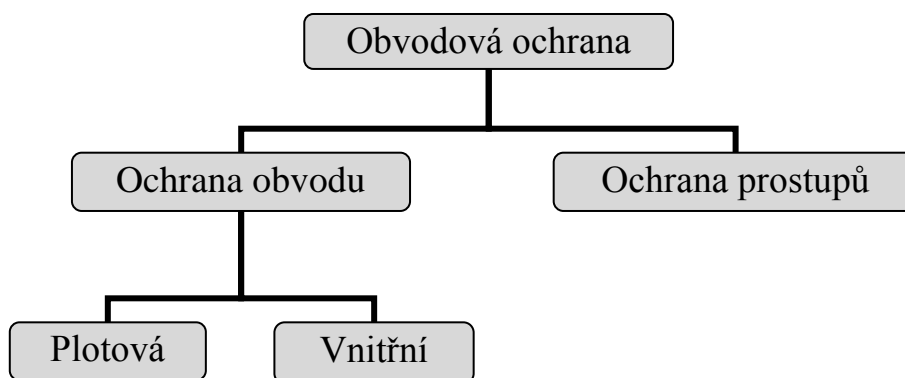 Obvodová ochrana
Ochrana obvodu
Ochrana prostupů
Plotová
Vnitřní